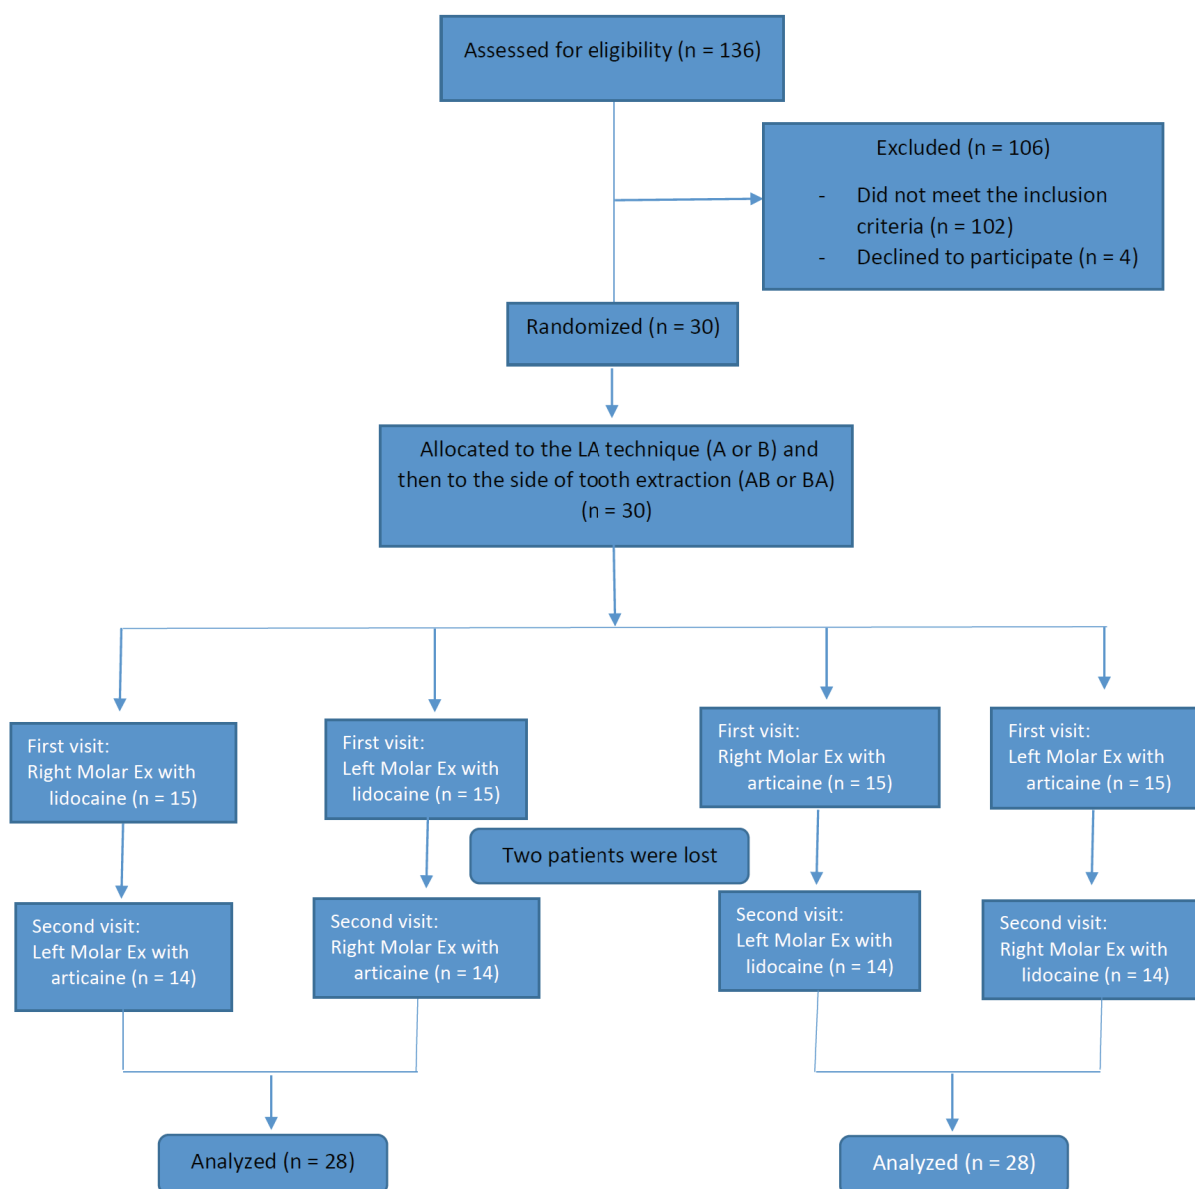 Assessed for eligibility (n = 136)
Excluded (n = 106)
- Did not meet the inclusion
criteria (n = 102)
- Declined to participate (n = 4)
Randomized (n = 30)
Allocated to the LA technique (A or B) and
then to the side of tooth extraction (AB or BA)
(n = 30)
First visit:
Right Molar Ex with
lidocaine (n = 15)
First visit:
Left Molar Ex with
lidocaine (n = 15)
First visit:
Right Molar Ex with
articaine (n = 15)
First visit:
Left Molar Ex with
articaine (n = 15)
Two patients were lost
Second visit:
Left Molar Ex with
articaine (n = 14)
Second visit:
Right Molar Ex with
articaine (n = 14)
Second visit:
Left Molar Ex with
lidocaine (n = 14)
Second visit:
Right Molar Ex with
lidocaine (n = 14)
Analyzed (n = 28)
Analyzed (n = 28)